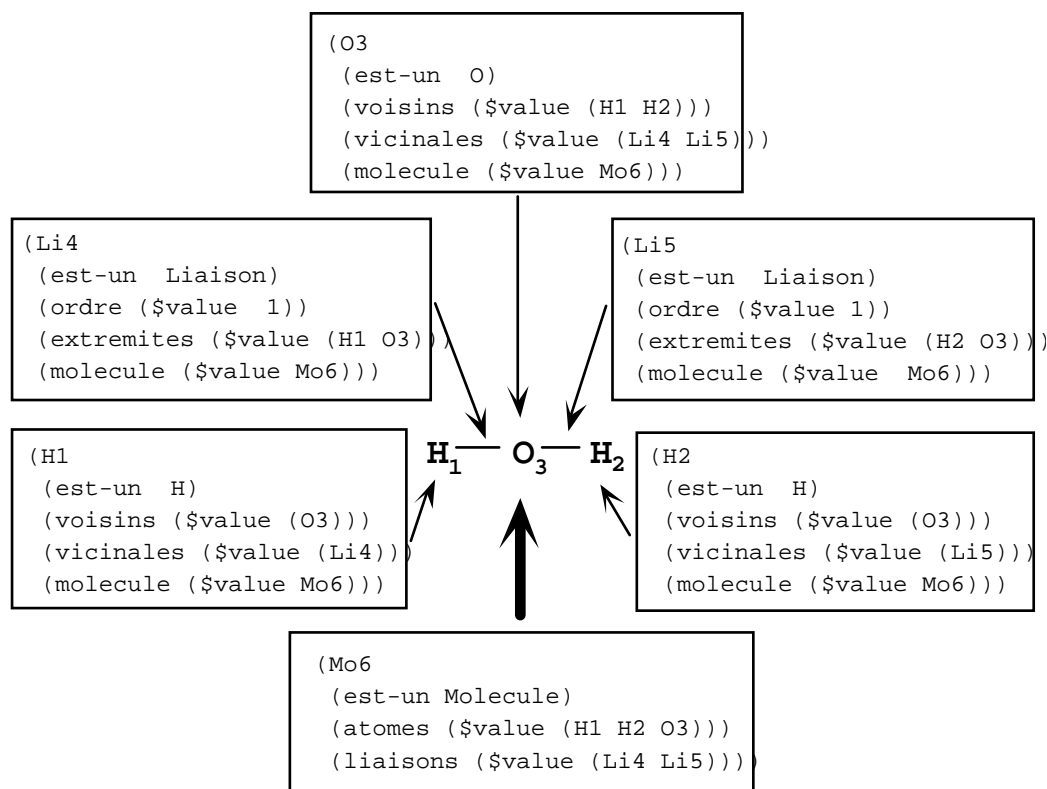 (O3
(est-un O)
(voisins ($value (H1 H2)))
(vicinales ($value (Li4 Li5)))
(molecule ($value Mo6)))
(Li4
(est-un Liaison)
(ordre ($value 1))
(extremites ($value (H1 O3)))
(molecule ($value Mo6)))
(Li5
(est-un Liaison)
(ordre ($value 1))
(extremites ($value (H2 O3)))
(molecule ($value Mo6)))
H1 O3 H2
(H1
(est-un H)
(voisins ($value (O3)))
(vicinales ($value (Li4)))
(molecule ($value Mo6)))
(H2
(est-un H)
(voisins ($value (O3)))
(vicinales ($value (Li5)))
(molecule ($value Mo6)))
(Mo6
(est-un Molecule)
(atomes ($value (H1 H2 O3)))
(liaisons ($value (Li4 Li5))))